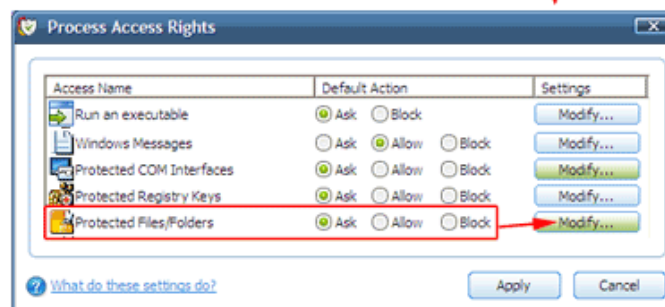 Process Access Rights
Access Name Default Action Settings
Run an executable Ask Block Modify...
Windows Messages Ask Allow Block Modify...
Protected COM Interfaces Ask Allow Block Modify...
Protected Registry Keys Ask Allow Block Modify...
Protected Files/Folders Ask Allow Block Modify...
What do these settings do? Apply Cancel